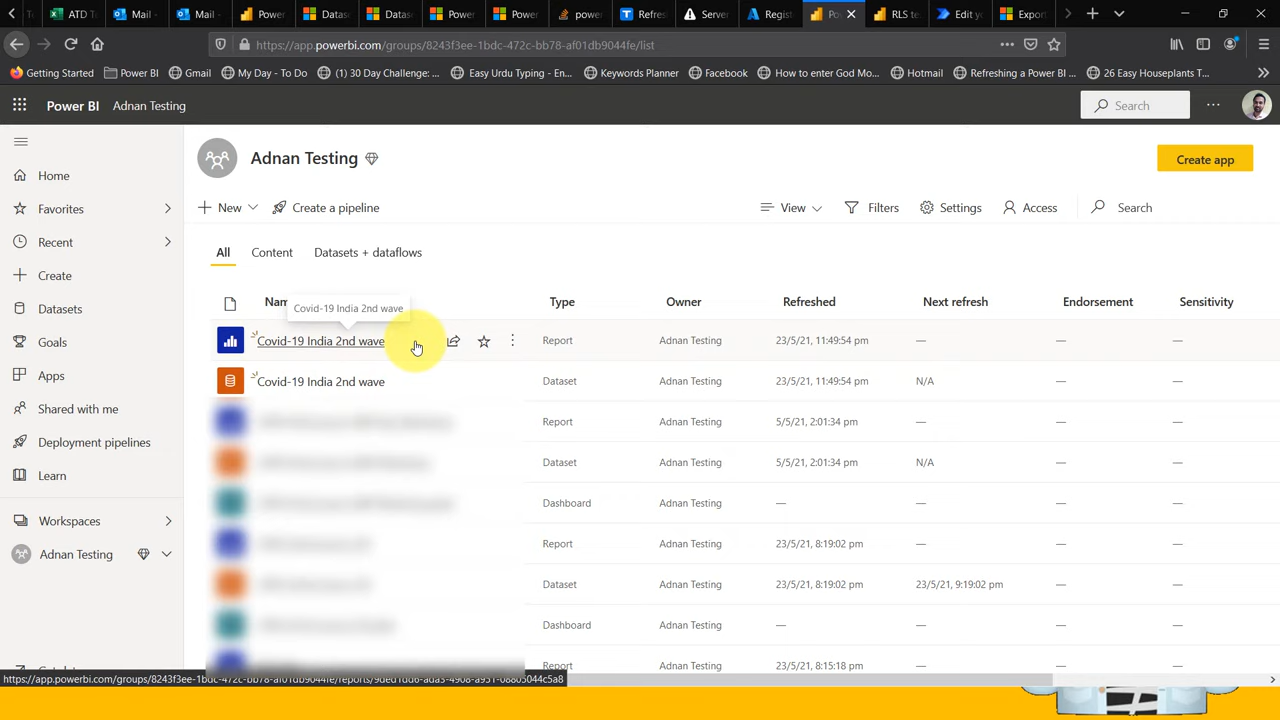 ATD T
Mail -
Mail -
Power
Datase
Datase
Power
Power
power
Refres
Server
Regist
Po
RLS te
Edit yo
Export
https://app.powerbi.com/groups/8243f3ee-1bdc-472c-bb78-af01db9044fe/list
Getting Started
Power BI
Gmail
My Day - To Do
(1) 30 Day Challenge: ...
Easy Urdu Typing - En...
Keywords Planner
Facebook
How to enter God Mo...
Hotmail
Refreshing a Power BI ...
26 Easy Houseplants T...
Power BI Adnan Testing
Search
Adnan Testing
Create app
New
Create a pipeline
View
Filters
Settings
Access
Search
Home
Favorites
Recent
Create
Datasets
Goals
Apps
Shared with me
Deployment pipelines
Learn
Workspaces
Adnan Testing
All Content Datasets + dataflows
Nam Type Owner Refreshed Next refresh Endorsement Sensitivity
Covid-19 India 2nd wave
Covid-19 India 2nd wave Report Adnan Testing 23/5/21, 11:49:54 pm — — —
Covid-19 India 2nd wave Dataset Adnan Testing 23/5/21, 11:49:54 pm N/A — —
Report Adnan Testing 5/5/21, 2:01:34 pm — — —
Dataset Adnan Testing 5/5/21, 2:01:34 pm N/A — —
Dashboard Adnan Testing — — — —
Report Adnan Testing 23/5/21, 8:19:02 pm — — —
Dataset Adnan Testing 23/5/21, 8:19:02 pm 23/5/21, 9:19:02 pm — —
Dashboard Adnan Testing — — — —
Report Adnan Testing 23/5/21, 8:15:18 pm — — —